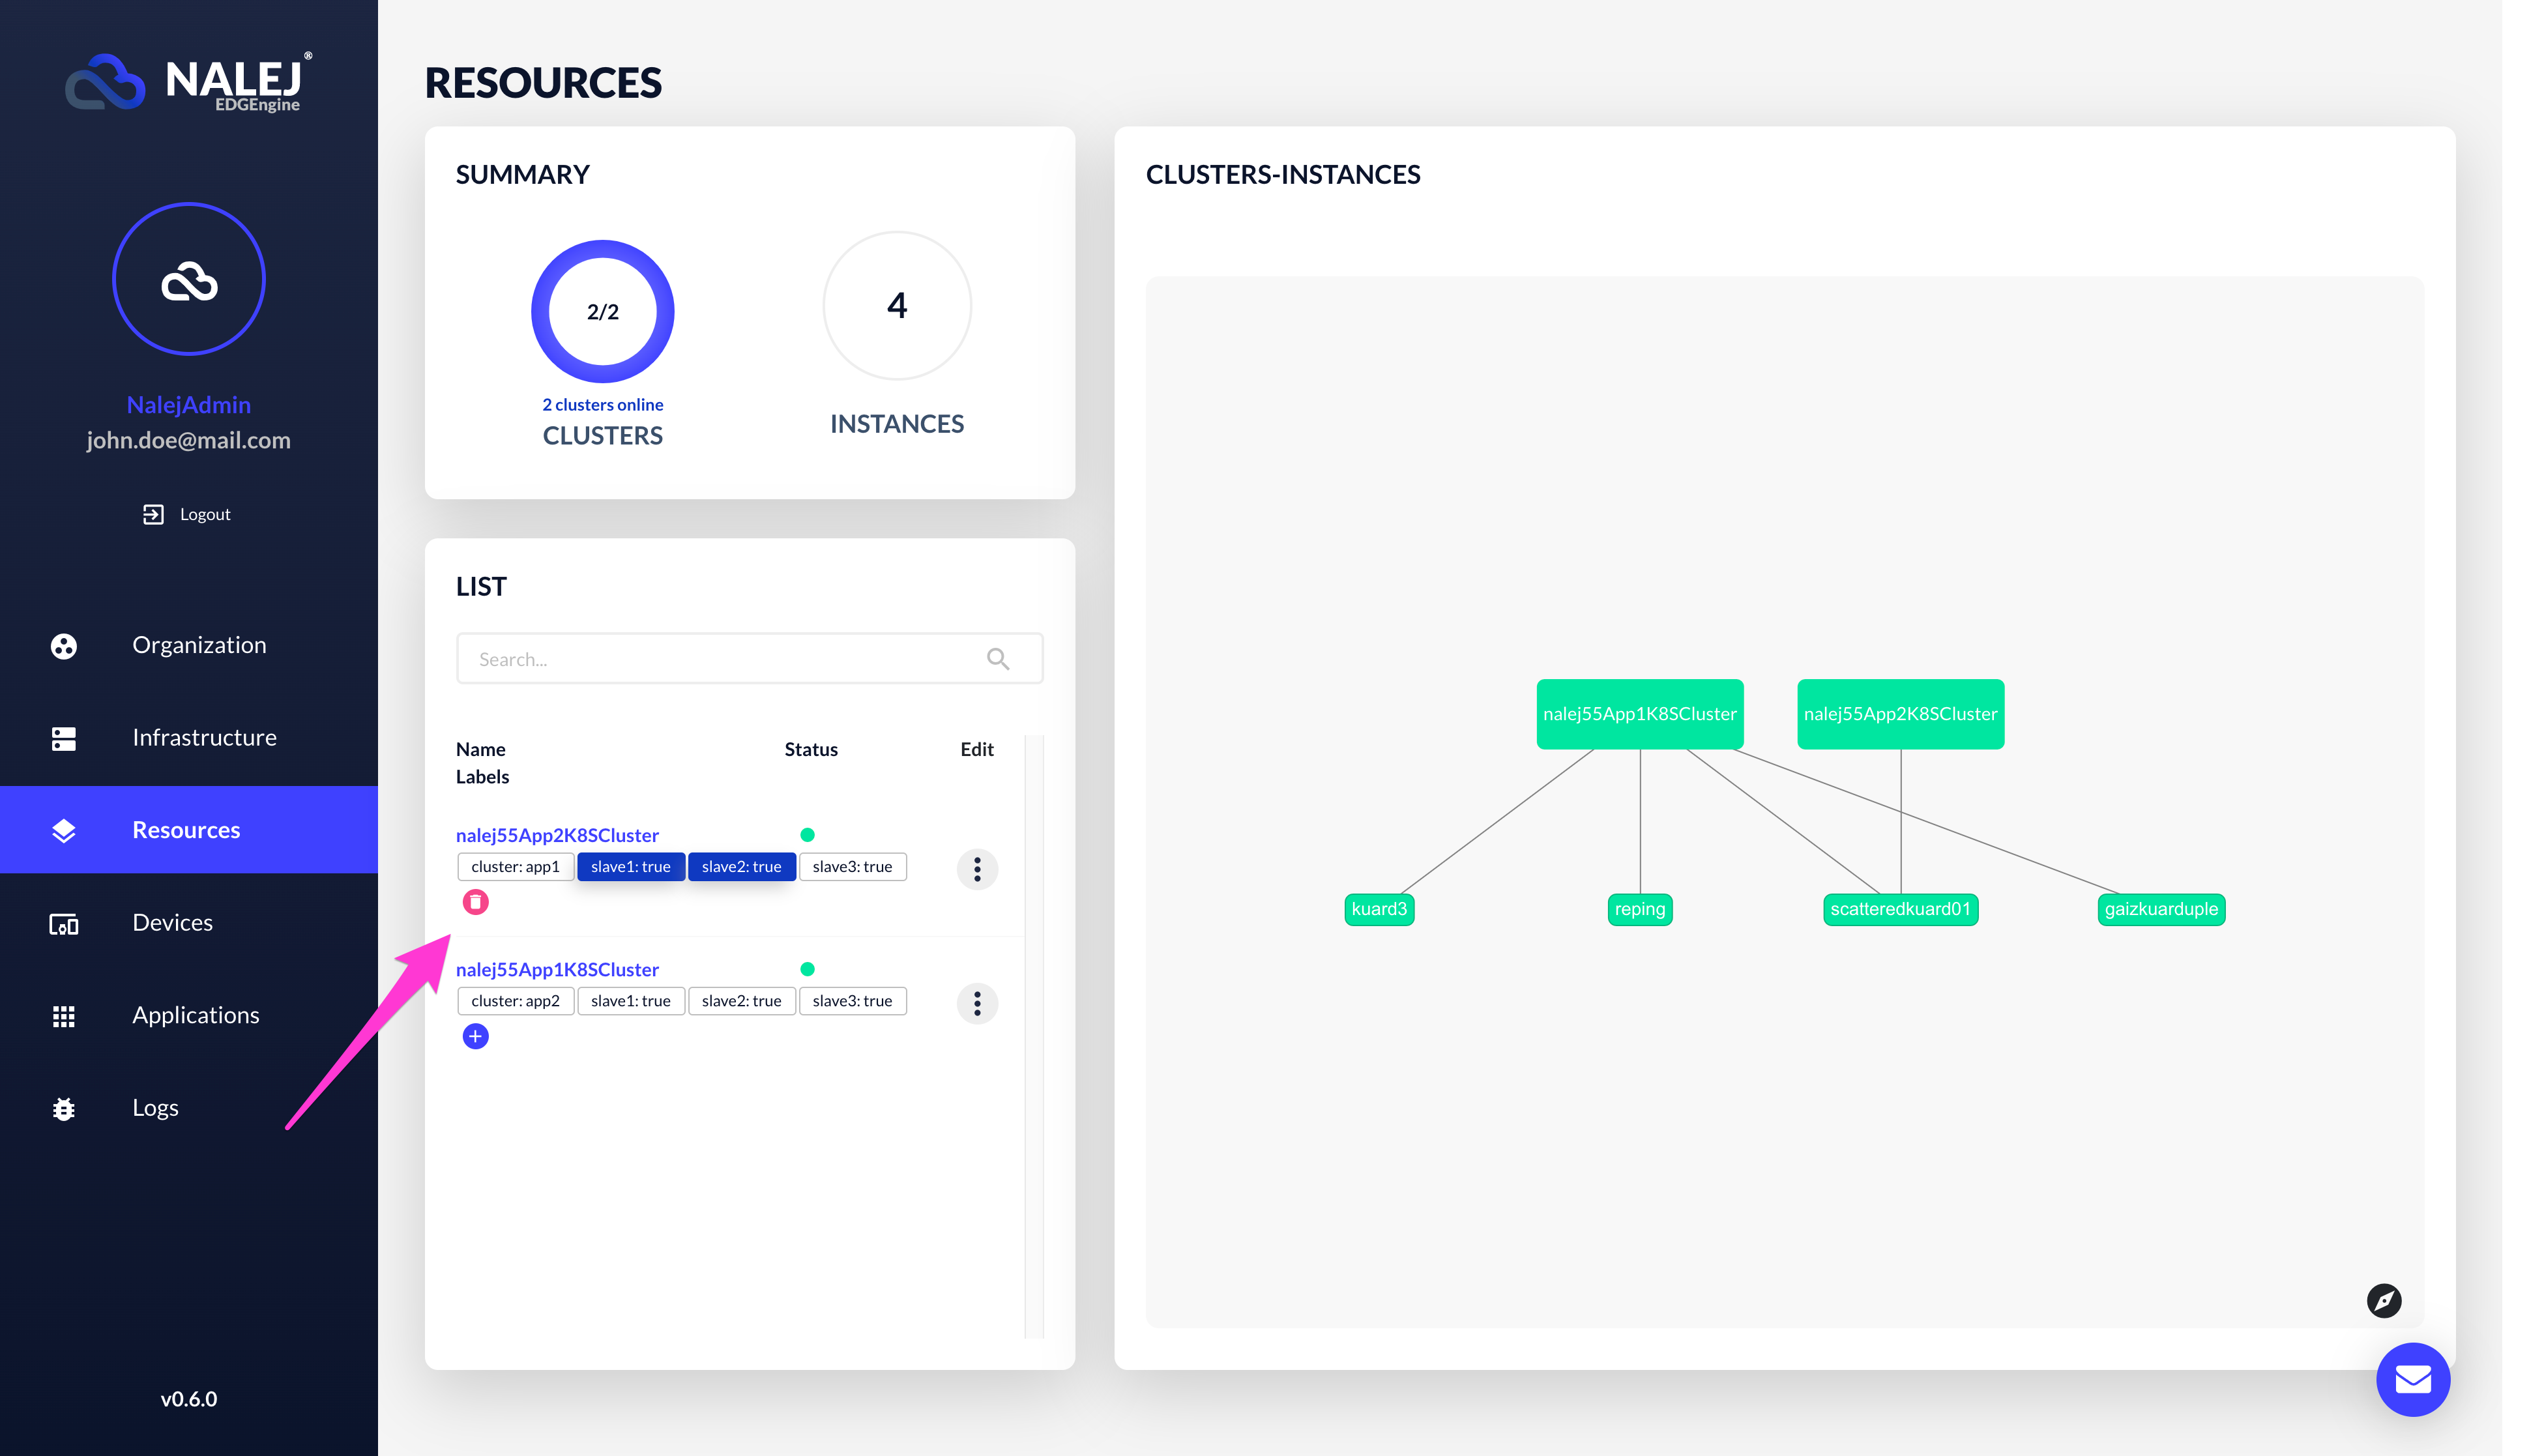 NALEJ®
EDGEngine
NalejAdmin
john.doe@mail.com
Logout
Organization
Infrastructure
Resources
Devices
Applications
Logs
v0.6.0
RESOURCES
SUMMARY
2/2
2 clusters online
CLUSTERS
4
INSTANCES
LIST
Search...
Name Status Edit
Labels
nalej55App2K8SCluster
cluster: app1 slave1: true slave2: true slave3: true
nalej55App1K8SCluster
cluster: app2 slave1: true slave2: true slave3: true
CLUSTERS-INSTANCES
nalej55App1K8SCluster nalej55App2K8SCluster
kuard3 reping scatteredkuard01 gaizkuarduple